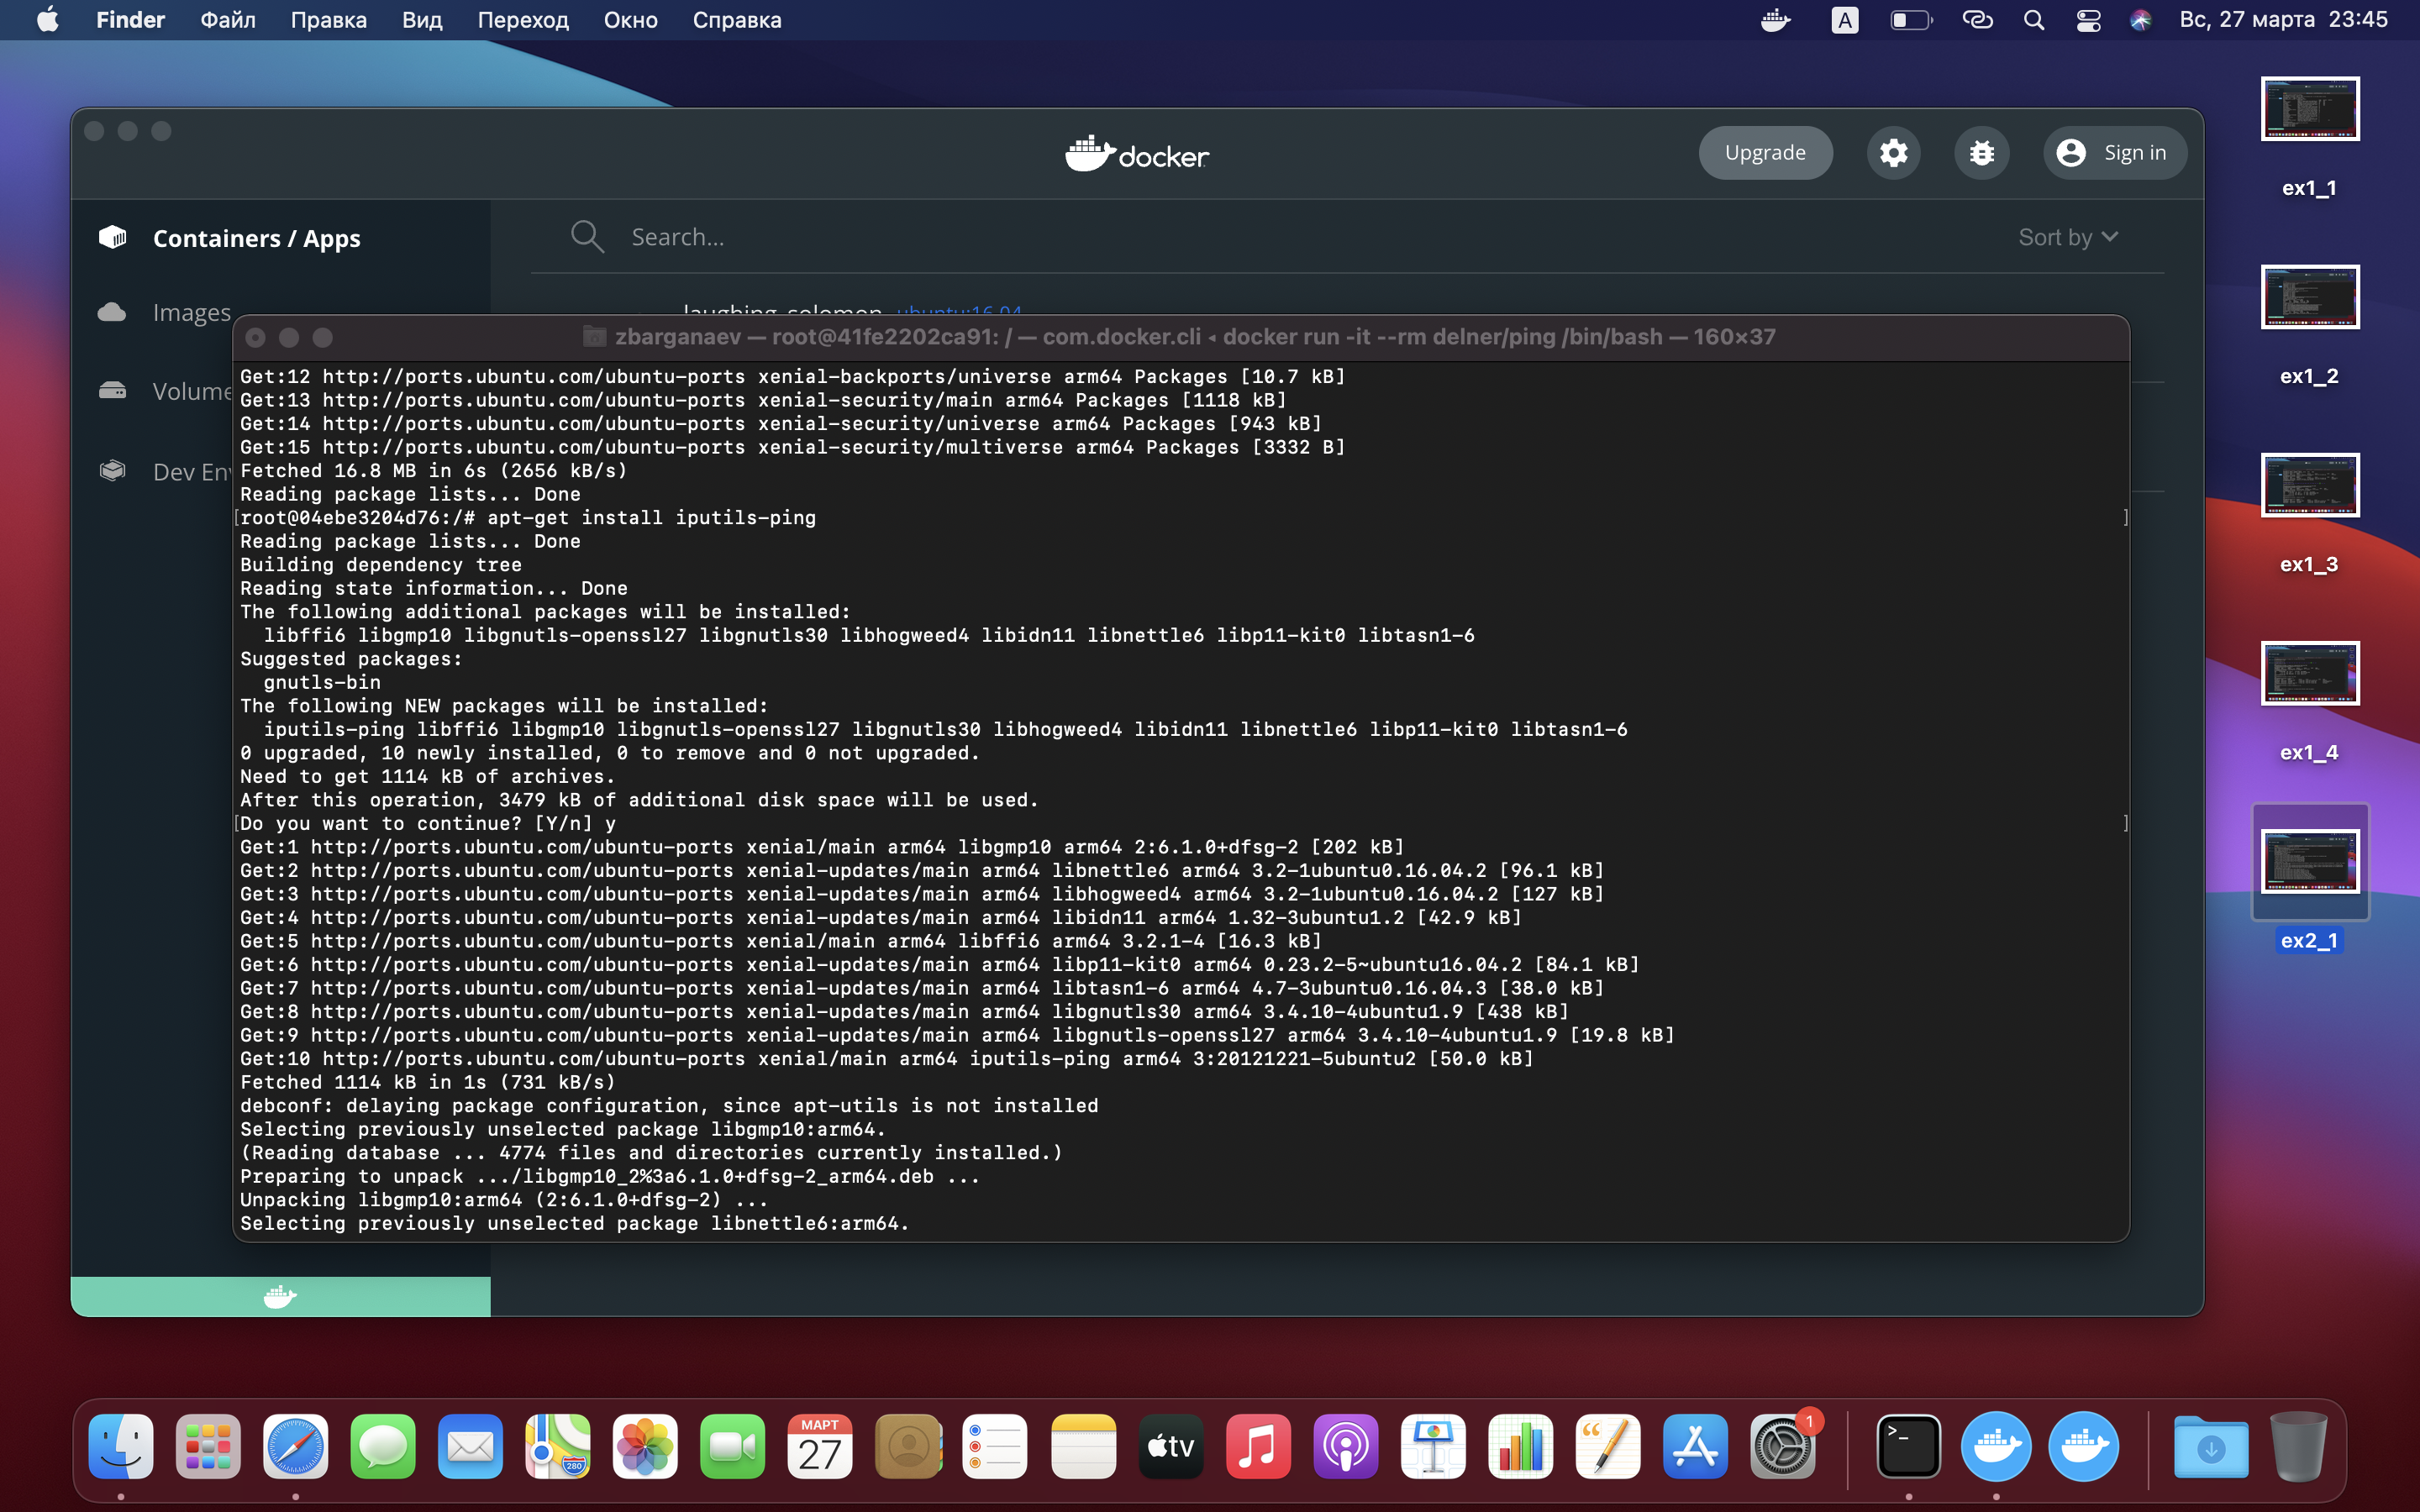 Finder Файл Правка Вид Переход Окно Справка A Вс, 27 марта 23:45
docker Upgrade Sign in
Containers / Apps
Search...
Sort by
Images
laughing_solomon ubuntu:16.04
Volume
Dev En
zbarganaev — root@41fe2202ca91: / — com.docker.cli ◂ docker run -it --rm delner/ping /bin/bash — 160×37
Get:12 http://ports.ubuntu.com/ubuntu-ports xenial-backports/universe arm64 Packages [10.7 kB]
Get:13 http://ports.ubuntu.com/ubuntu-ports xenial-security/main arm64 Packages [1118 kB]
Get:14 http://ports.ubuntu.com/ubuntu-ports xenial-security/universe arm64 Packages [943 kB]
Get:15 http://ports.ubuntu.com/ubuntu-ports xenial-security/multiverse arm64 Packages [3332 B]
Fetched 16.8 MB in 6s (2656 kB/s)
Reading package lists... Done
[root@04ebe3204d76:/# apt-get install iputils-ping ]
Reading package lists... Done
Building dependency tree
Reading state information... Done
The following additional packages will be installed:
libffi6 libgmp10 libgnutls-openssl27 libgnutls30 libhogweed4 libidn11 libnettle6 libp11-kit0 libtasn1-6
Suggested packages:
gnutls-bin
The following NEW packages will be installed:
iputils-ping libffi6 libgmp10 libgnutls-openssl27 libgnutls30 libhogweed4 libidn11 libnettle6 libp11-kit0 libtasn1-6
0 upgraded, 10 newly installed, 0 to remove and 0 not upgraded.
Need to get 1114 kB of archives.
After this operation, 3479 kB of additional disk space will be used.
[Do you want to continue? [Y/n] y ]
Get:1 http://ports.ubuntu.com/ubuntu-ports xenial/main arm64 libgmp10 arm64 2:6.1.0+dfsg-2 [202 kB]
Get:2 http://ports.ubuntu.com/ubuntu-ports xenial-updates/main arm64 libnettle6 arm64 3.2-1ubuntu0.16.04.2 [96.1 kB]
Get:3 http://ports.ubuntu.com/ubuntu-ports xenial-updates/main arm64 libhogweed4 arm64 3.2-1ubuntu0.16.04.2 [127 kB]
Get:4 http://ports.ubuntu.com/ubuntu-ports xenial-updates/main arm64 libidn11 arm64 1.32-3ubuntu1.2 [42.9 kB]
Get:5 http://ports.ubuntu.com/ubuntu-ports xenial/main arm64 libffi6 arm64 3.2.1-4 [16.3 kB]
Get:6 http://ports.ubuntu.com/ubuntu-ports xenial-updates/main arm64 libp11-kit0 arm64 0.23.2-5~ubuntu16.04.2 [84.1 kB]
Get:7 http://ports.ubuntu.com/ubuntu-ports xenial-updates/main arm64 libtasn1-6 arm64 4.7-3ubuntu0.16.04.3 [38.0 kB]
Get:8 http://ports.ubuntu.com/ubuntu-ports xenial-updates/main arm64 libgnutls30 arm64 3.4.10-4ubuntu1.9 [438 kB]
Get:9 http://ports.ubuntu.com/ubuntu-ports xenial-updates/main arm64 libgnutls-openssl27 arm64 3.4.10-4ubuntu1.9 [19.8 kB]
Get:10 http://ports.ubuntu.com/ubuntu-ports xenial/main arm64 iputils-ping arm64 3:20121221-5ubuntu2 [50.0 kB]
Fetched 1114 kB in 1s (731 kB/s)
debconf: delaying package configuration, since apt-utils is not installed
Selecting previously unselected package libgmp10:arm64.
(Reading database ... 4774 files and directories currently installed.)
Preparing to unpack .../libgmp10_2%3a6.1.0+dfsg-2_arm64.deb ...
Unpacking libgmp10:arm64 (2:6.1.0+dfsg-2) ...
Selecting previously unselected package libnettle6:arm64.
ex1_1
ex1_2
ex1_3
ex1_4
ex2_1
280
МАРТ
27
tv
1
>_